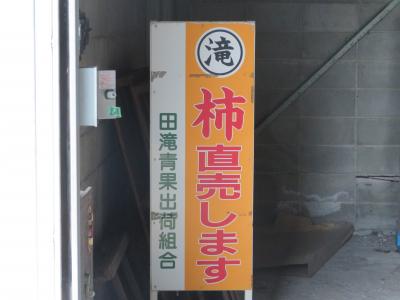 滝
柿直売します
田滝青果出荷組合